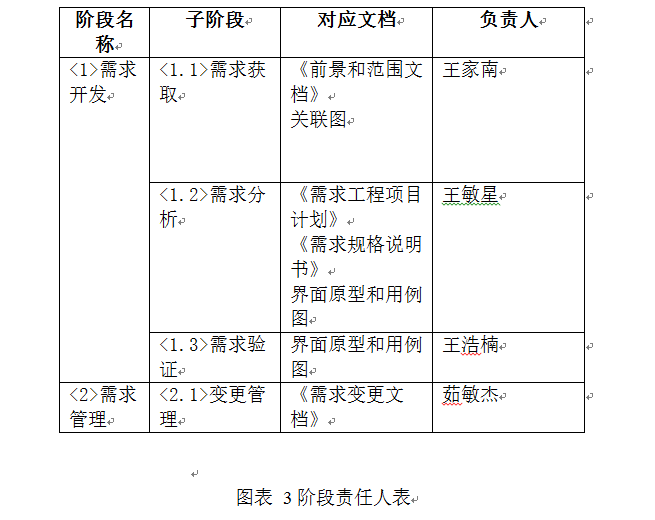 阶段名称 子阶段 对应文档 负责人
<1>需求开发 <1.1>需求获取 《前景和范围文档》 王家南
关联图
<1.2>需求分析 《需求工程项目计划》 王敏星
《需求规格说明书》
界面原型和用例图
<1.3>需求验证 界面原型和用例图 王浩楠
<2>需求管理 <2.1>变更管理 《需求变更文档》 茹敏杰
图表 3 阶段责任人表